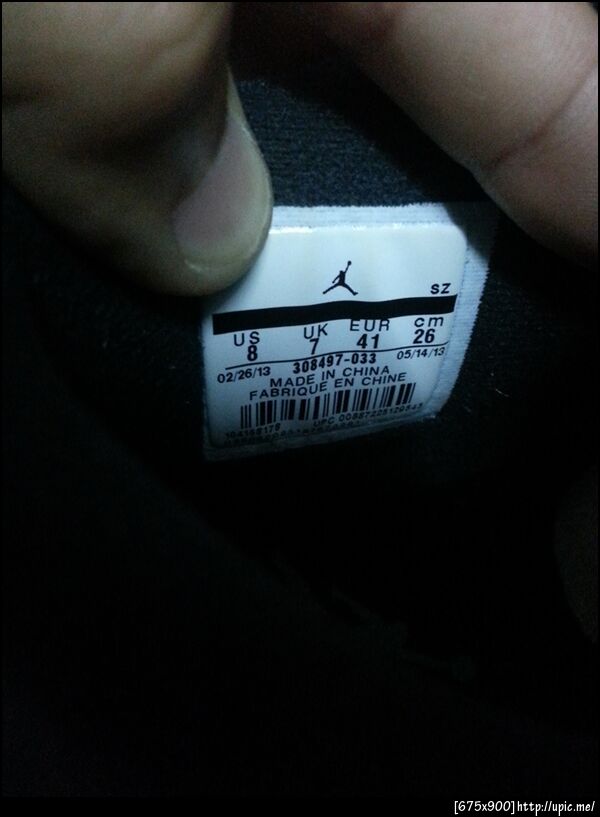 SZ
US UK EUR cm
8 7 41 26
02/26/13 308497-033 05/14/13
MADE IN CHINA
FABRIQUE EN CHINE
UPC
[675x900]http://upic.me/